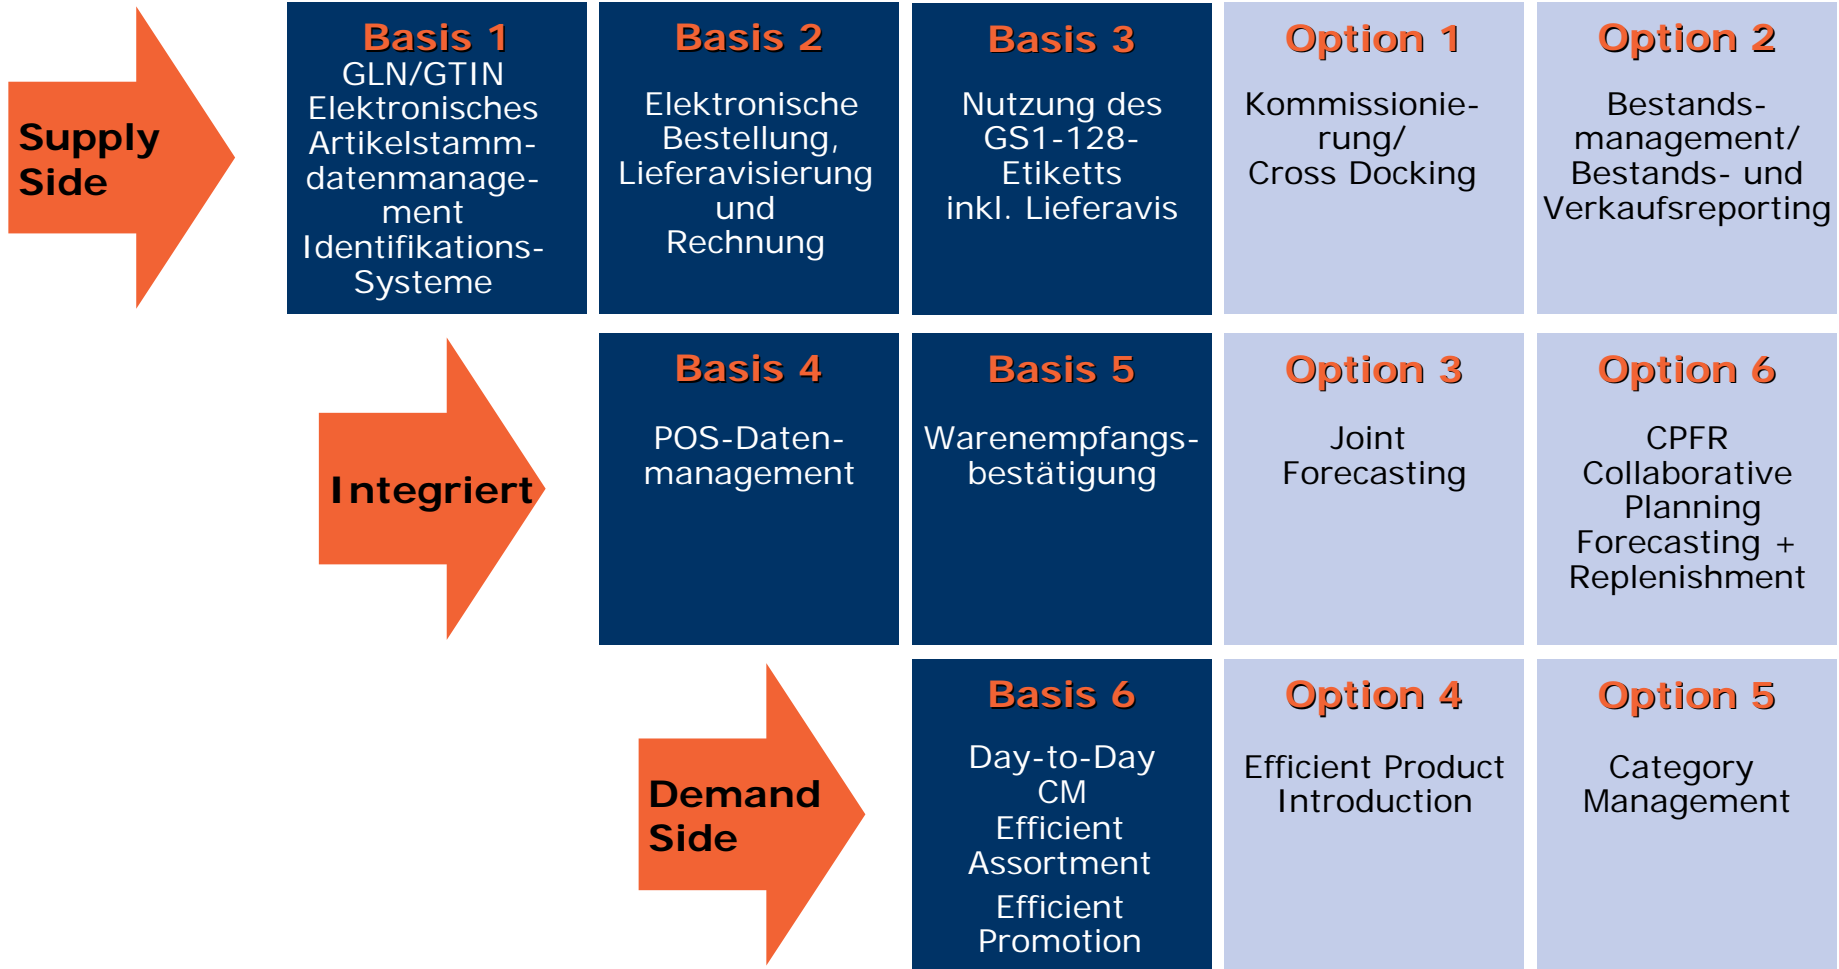 Supply
Side
Basis 1
GLN/GTIN
Elektronisches
Artikelstamm-
datenmanage-
ment
Identifikations-
Systeme
Basis 2
Elektronische
Bestellung,
Lieferavisierung
und
Rechnung
Basis 3
Nutzung des
GS1-128-
Etiketts
inkl. Lieferavis
Option 1
Kommissionie-
rung/
Cross Docking
Option 2
Bestands-
management/
Bestands- und
Verkaufsreporting
Integriert
Basis 4
POS-Daten-
management
Basis 5
Warenempfangs-
bestätigung
Option 3
Joint
Forecasting
Option 6
CPFR
Collaborative
Planning
Forecasting +
Replenishment
Demand
Side
Basis 6
Day-to-Day
CM
Efficient
Assortment
Efficient
Promotion
Option 4
Efficient Product
Introduction
Option 5
Category
Management